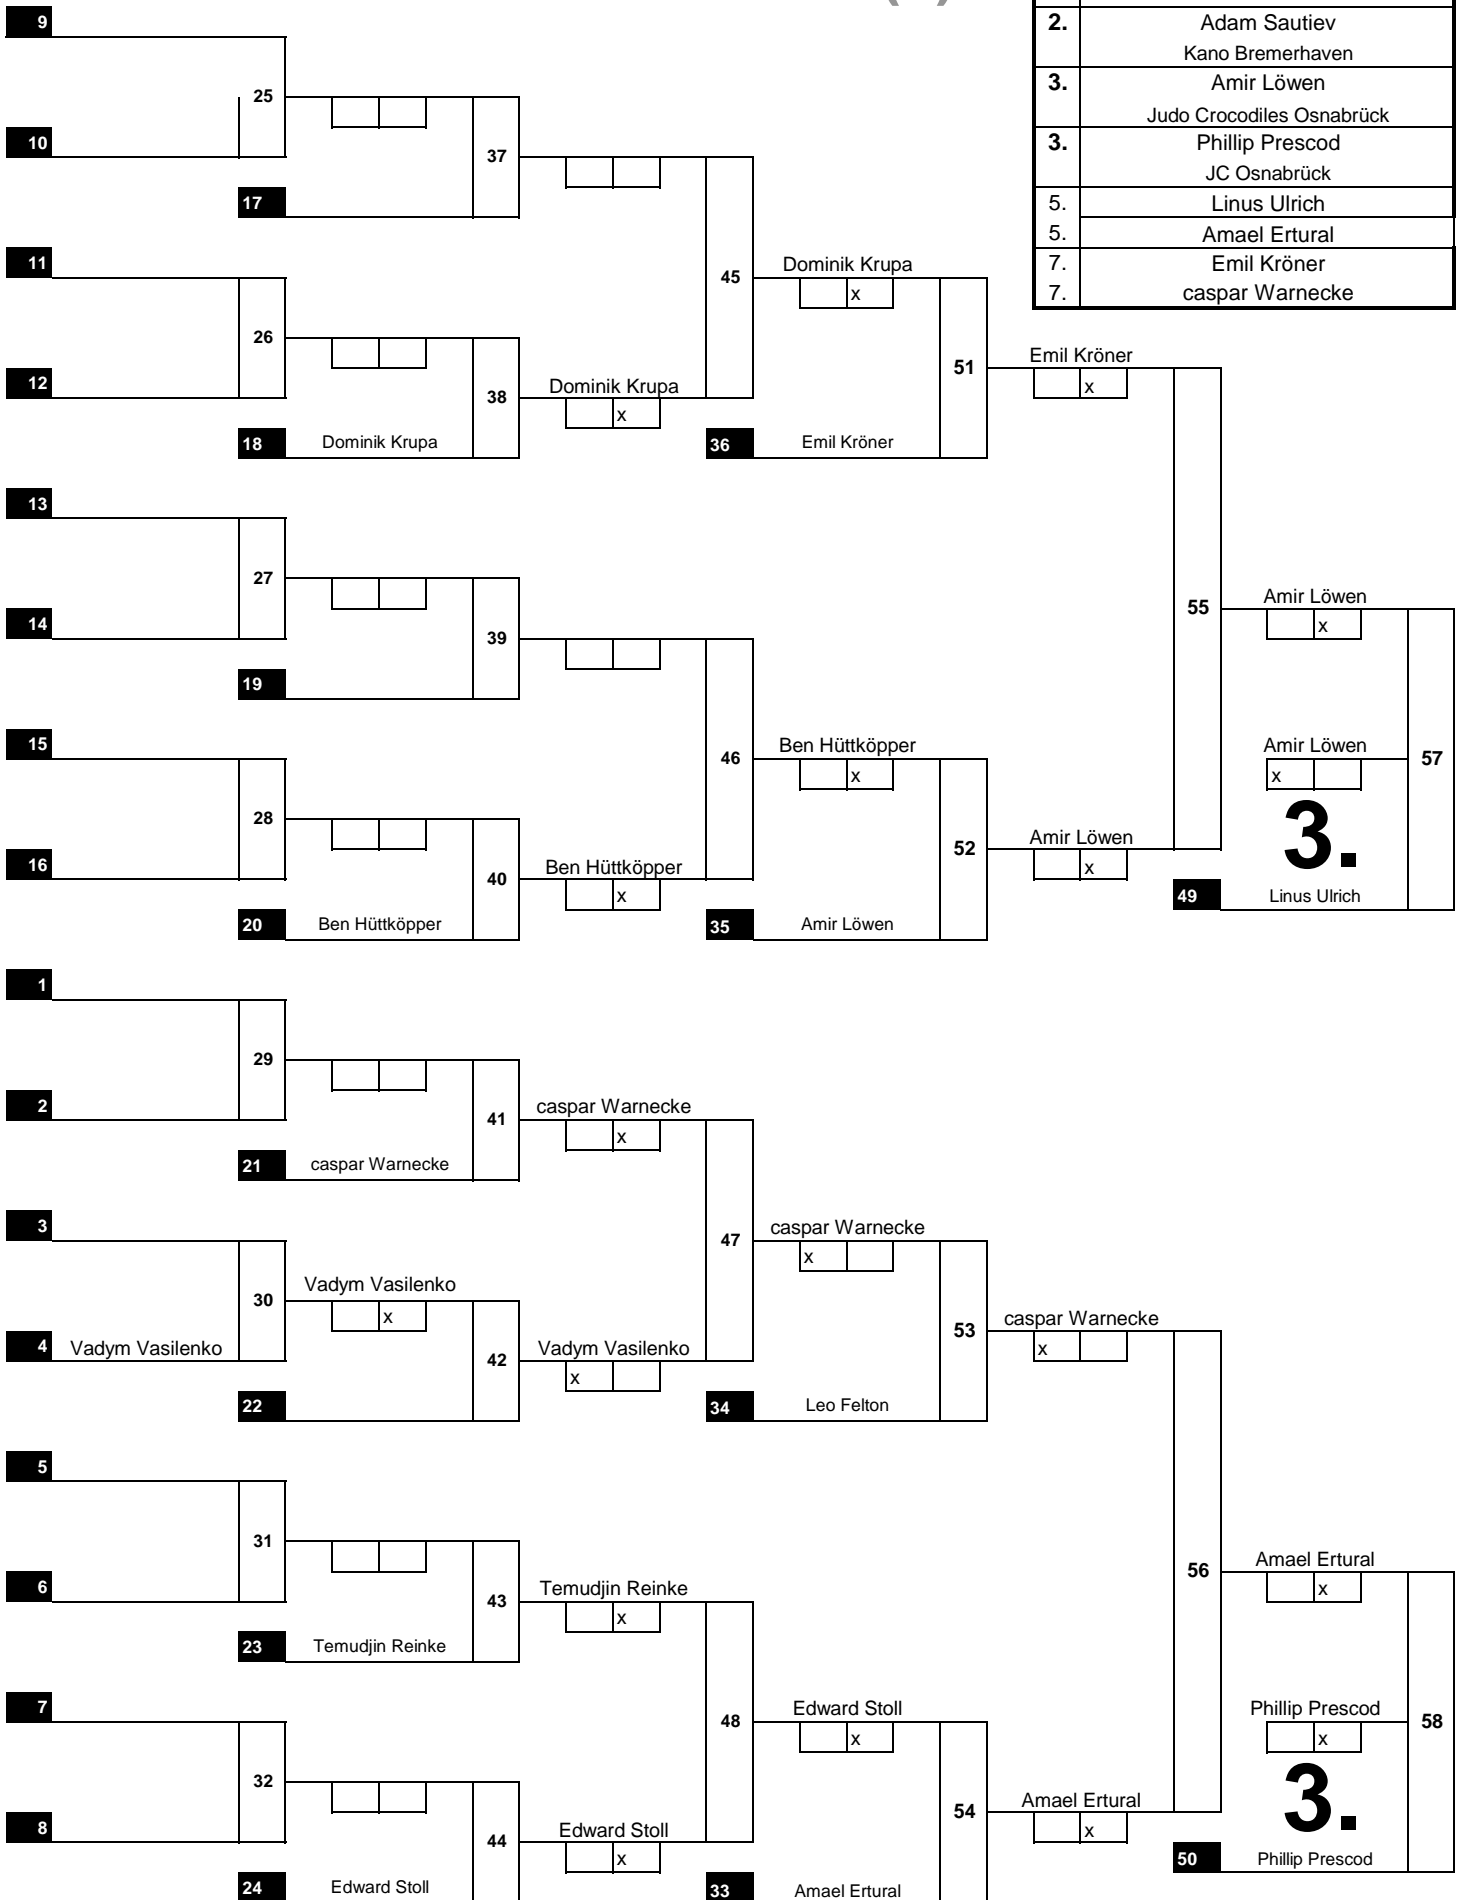 9
2. Adam Sautiev
Kano Bremerhaven
3. Amir Löwen
25
Judo Crocodiles Osnabrück
10
3. Phillip Prescod
37
JC Osnabrück
17
5. Linus Ulrich
5. Amael Ertural
11
Dominik Krupa
7. Emil Kröner
45
x
7. caspar Warnecke
26
Emil Kröner
51
12
Dominik Krupa
x
38
x
18 Dominik Krupa
36 Emil Kröner
13
27
Amir Löwen
55
14
x
39
19
15
Ben Hüttköpper
Amir Löwen
46
57
x
x
28
3.
Amir Löwen
52
16
Ben Hüttköpper
x
40
x
49 Linus Ulrich
20 Ben Hüttköpper
35 Amir Löwen
1
29
2
caspar Warnecke
41
x
21 caspar Warnecke
3
caspar Warnecke
47
x
Vadym Vasilenko
30
x
caspar Warnecke
53
4 Vadym Vasilenko
Vadym Vasilenko
x
42
x
22
34 Leo Felton
5
31
Amael Ertural
56
6
Temudjin Reinke
x
43
x
23 Temudjin Reinke
7
Edward Stoll
Phillip Prescod
48
58
x
x
32
3.
Amael Ertural
54
8
Edward Stoll
x
44
x
50 Phillip Prescod
24 Edward Stoll
33 Amael Ertural